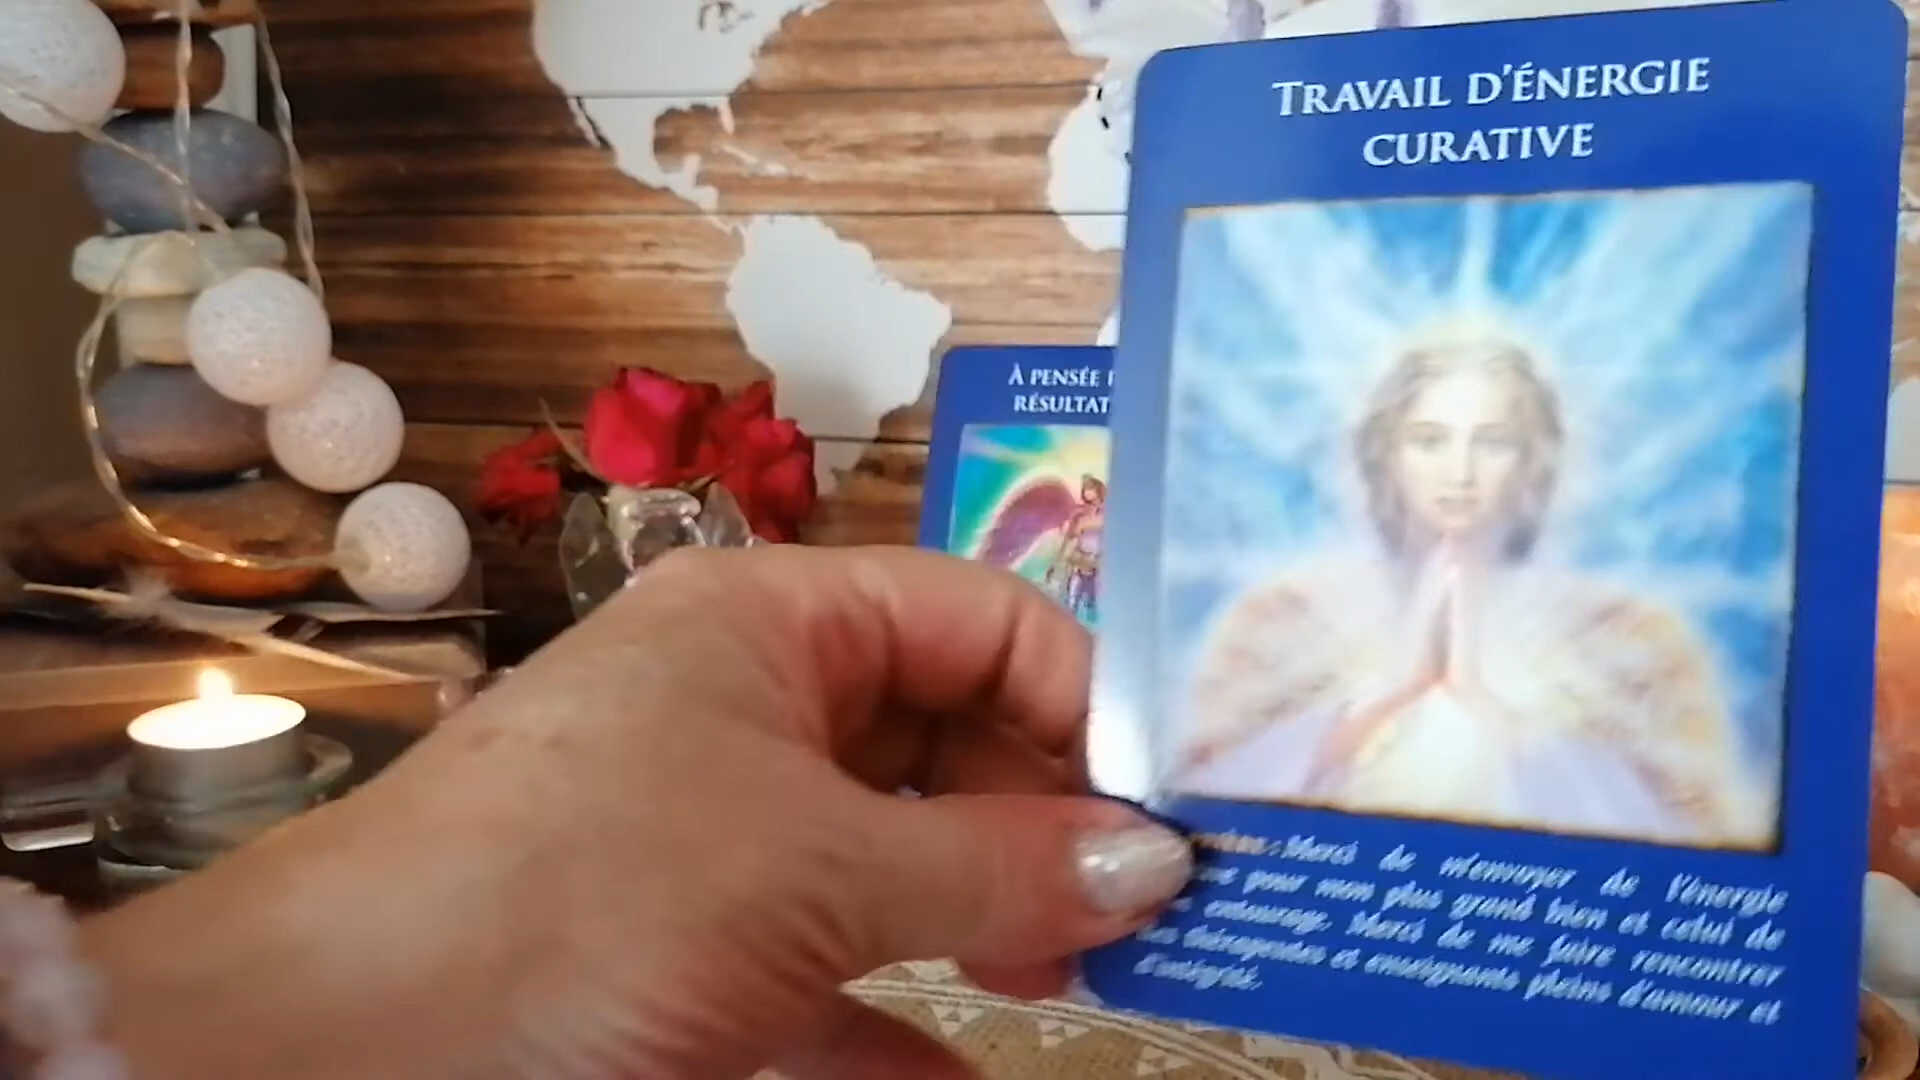 TRAVAIL D'ÉNERGIE
CURATIVE
À PENSÉE
RÉSULTAT
Merci de m'envoyer de l'énergie
pour mon plus grand bien et celui de
entourage. Merci de me faire rencontrer
des thérapeutes et enseignants pleins d'amour et
d'intégrité.